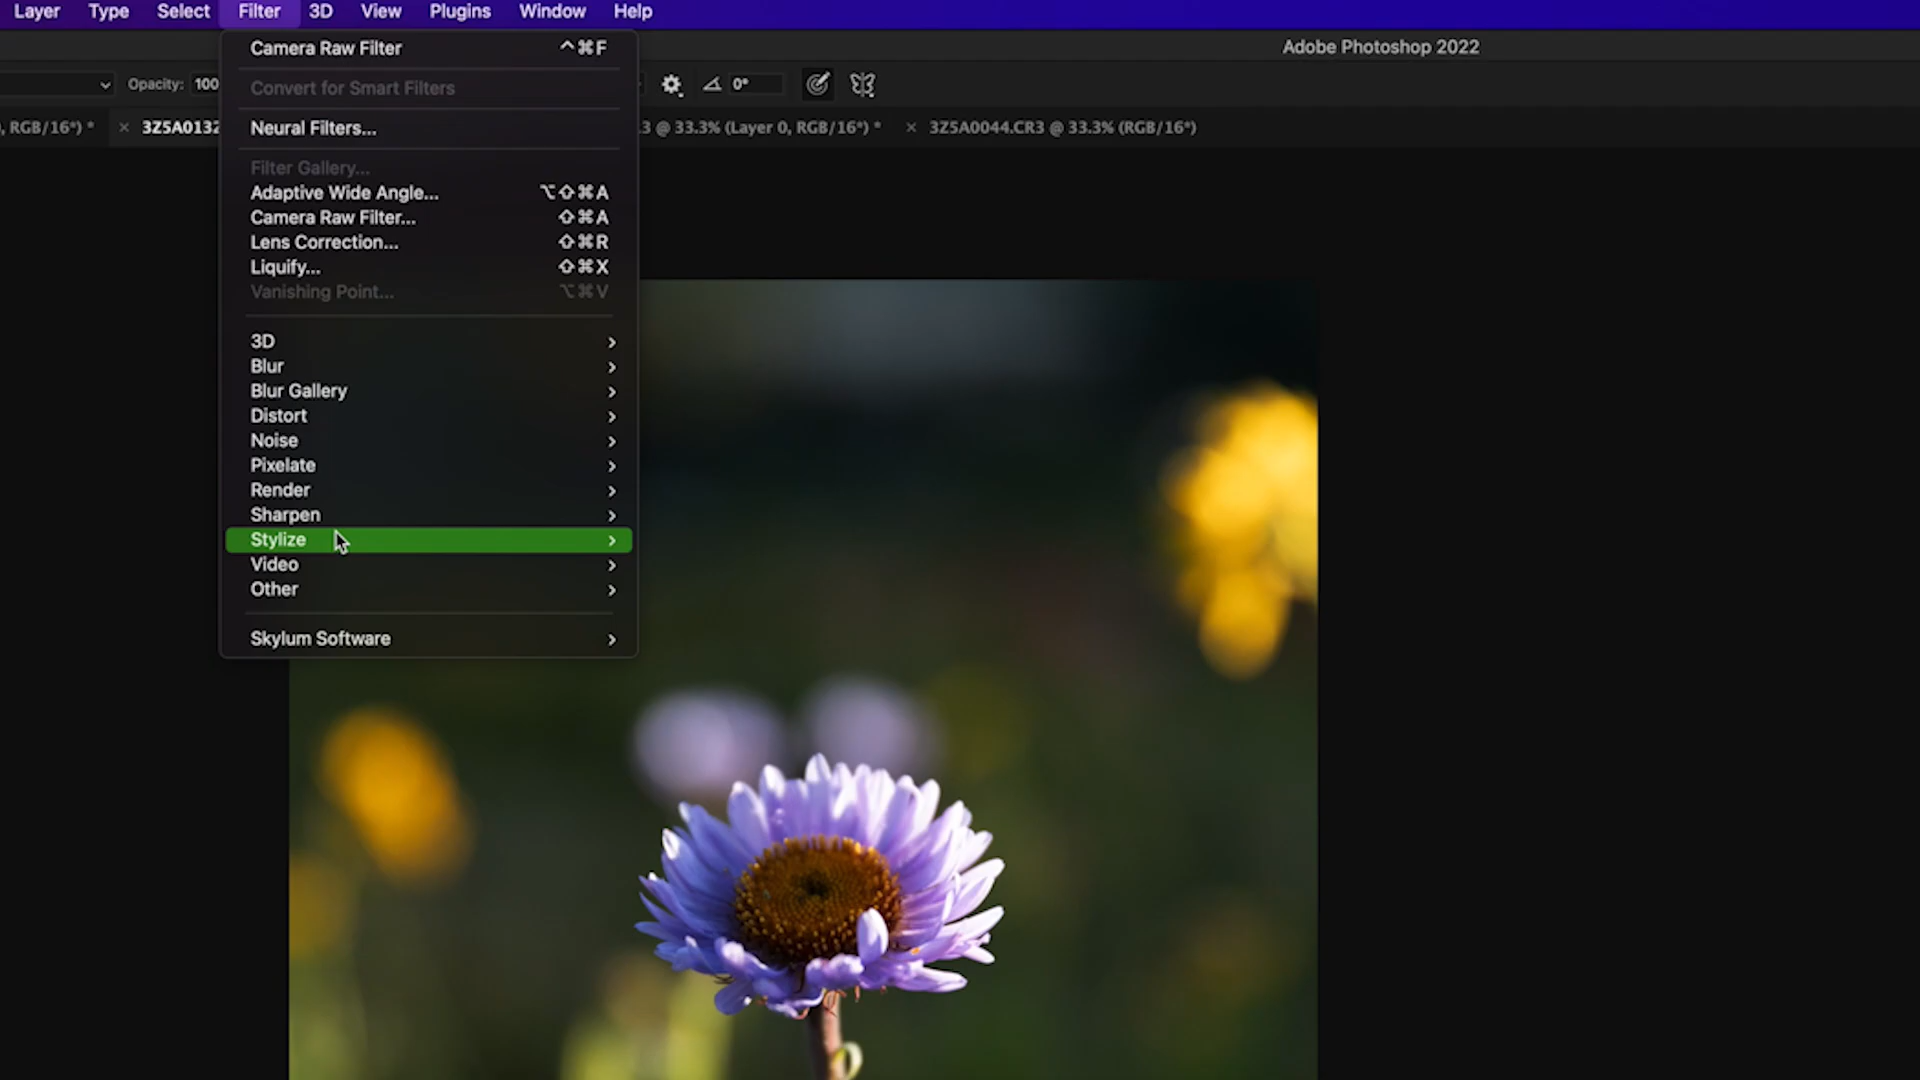 Layer Type Select Filter 3D View Plugins Window Help
Adobe Photoshop 2022
Opacity: 100
0°
, RGB/16*) * × 3Z5A0132
.3 @ 33.3% (Layer 0, RGB/16*) * × 3Z5A0044.CR3 @ 33.3% (RGB/16*)
Camera Raw Filter ^⌘F
Convert for Smart Filters
Neural Filters...
Filter Gallery...
Adaptive Wide Angle... ⌥⇧⌘A
Camera Raw Filter... ⇧⌘A
Lens Correction... ⇧⌘R
Liquify... ⇧⌘X
Vanishing Point... ⌥⌘V
3D
Blur
Blur Gallery
Distort
Noise
Pixelate
Render
Sharpen
Stylize
Video
Other
Skylum Software